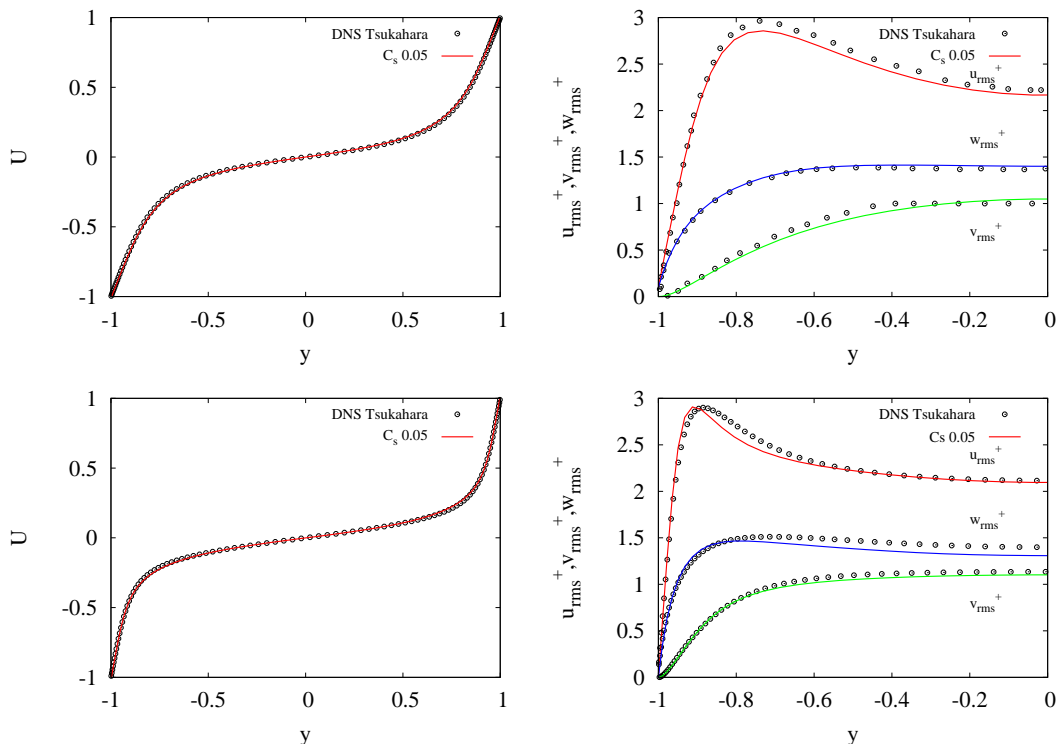 1
0.5
0
-0.5
-1
U
-1
-0.5
0
0.5
1
y
DNS Tsukahara
C_s 0.05
3
2.5
2
1.5
1
0.5
0
u_rms^+,v_rms^+,w_rms^+
-1
-0.8
-0.6
-0.4
-0.2
0
y
DNS Tsukahara
C_s 0.05
u_rms^+
w_rms^+
v_rms^+
1
0.5
0
-0.5
-1
U
-1
-0.5
0
0.5
1
y
DNS Tsukahara
C_s 0.05
3
2.5
2
1.5
1
0.5
0
u_rms^+,v_rms^+,w_rms^+
-1
-0.8
-0.6
-0.4
-0.2
0
y
DNS Tsukahara
Cs 0.05
u_rms^+
w_rms^+
v_rms^+